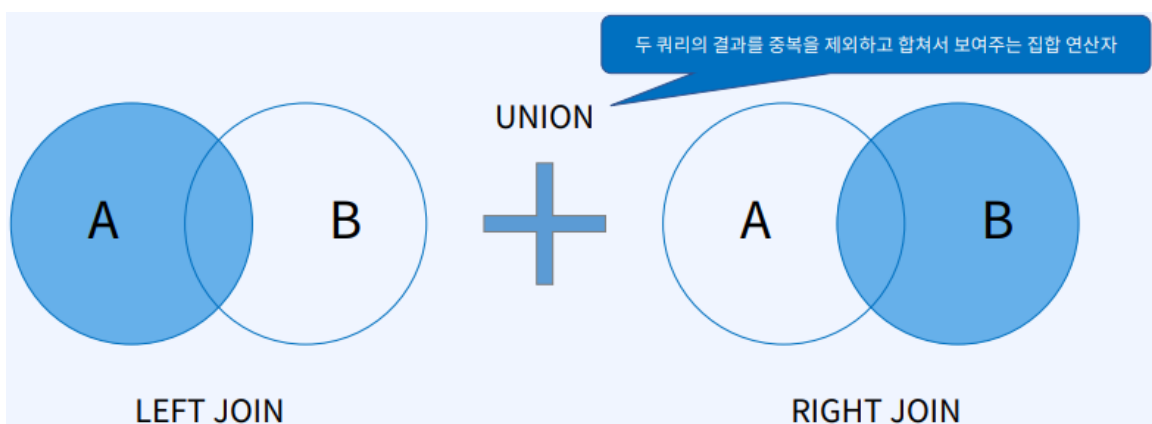 두 쿼리의 결과를 중복을 제외하고 합쳐서 보여주는 집합 연산자
UNION
A
B
A
B
LEFT JOIN
RIGHT JOIN